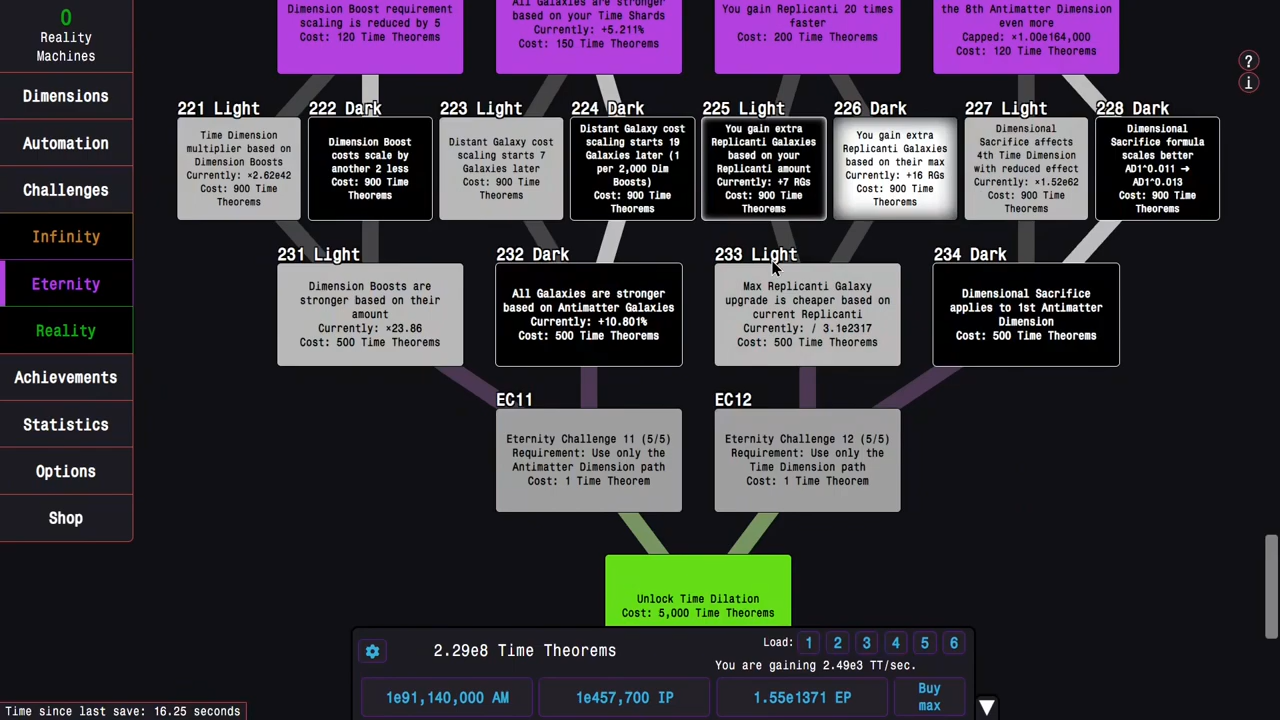 0
Reality
Machines
Dimensions
Automation
Challenges
Infinity
Eternity
Reality
Achievements
Statistics
Options
Shop
Dimension Boost requirement
scaling is reduced by 5
Cost: 120 Time Theorems
All Galaxies are stronger
based on your Time Shards
Currently: +5.211%
Cost: 150 Time Theorems
You gain Replicanti 20 times
faster
Cost: 200 Time Theorems
the 8th Antimatter Dimension
even more
Capped: ×1.00e164,000
Cost: 120 Time Theorems
?
i
221 Light
Time Dimension
multiplier based on
Dimension Boosts
Currently: ×2.62e42
Cost: 900 Time
Theorems
222 Dark
Dimension Boost
costs scale by
another 2 less
Cost: 900 Time
Theorems
223 Light
Distant Galaxy cost
scaling starts 7
Galaxies later
Cost: 900 Time
Theorems
224 Dark
Distant Galaxy cost
scaling starts 19
Galaxies later (1
per 2,000 Dim
Boosts)
Cost: 900 Time
Theorems
225 Light
You gain extra
Replicanti Galaxies
based on your
Replicanti amount
Currently: +7 RGs
Cost: 900 Time
Theorems
226 Dark
You gain extra
Replicanti Galaxies
based on their max
Currently: +16 RGs
Cost: 900 Time
Theorems
227 Light
Dimensional
Sacrifice affects
4th Time Dimension
with reduced effect
Currently: ×1.52e62
Cost: 900 Time
Theorems
228 Dark
Dimensional
Sacrifice formula
scales better
AD1^0.011 →
AD1^0.013
Cost: 900 Time
Theorems
231 Light
Dimension Boosts are
stronger based on their
amount
Currently: ×23.86
Cost: 500 Time Theorems
232 Dark
All Galaxies are stronger
based on Antimatter Galaxies
Currently: +10.801%
Cost: 500 Time Theorems
233 Light
Max Replicanti Galaxy
upgrade is cheaper based on
current Replicanti
Currently: / 3.1e2317
Cost: 500 Time Theorems
234 Dark
Dimensional Sacrifice
applies to 1st Antimatter
Dimension
Cost: 500 Time Theorems
EC11
Eternity Challenge 11 (5/5)
Requirement: Use only the
Antimatter Dimension path
Cost: 1 Time Theorem
EC12
Eternity Challenge 12 (5/5)
Requirement: Use only the
Time Dimension path
Cost: 1 Time Theorem
Unlock Time Dilation
Cost: 5,000 Time Theorems
2.29e8 Time Theorems
Load: 1 2 3 4 5 6
You are gaining 2.49e3 TT/sec.
1e91,140,000 AM
1e457,700 IP
1.55e1371 EP
Buy
max
Time since last save: 16.25 seconds